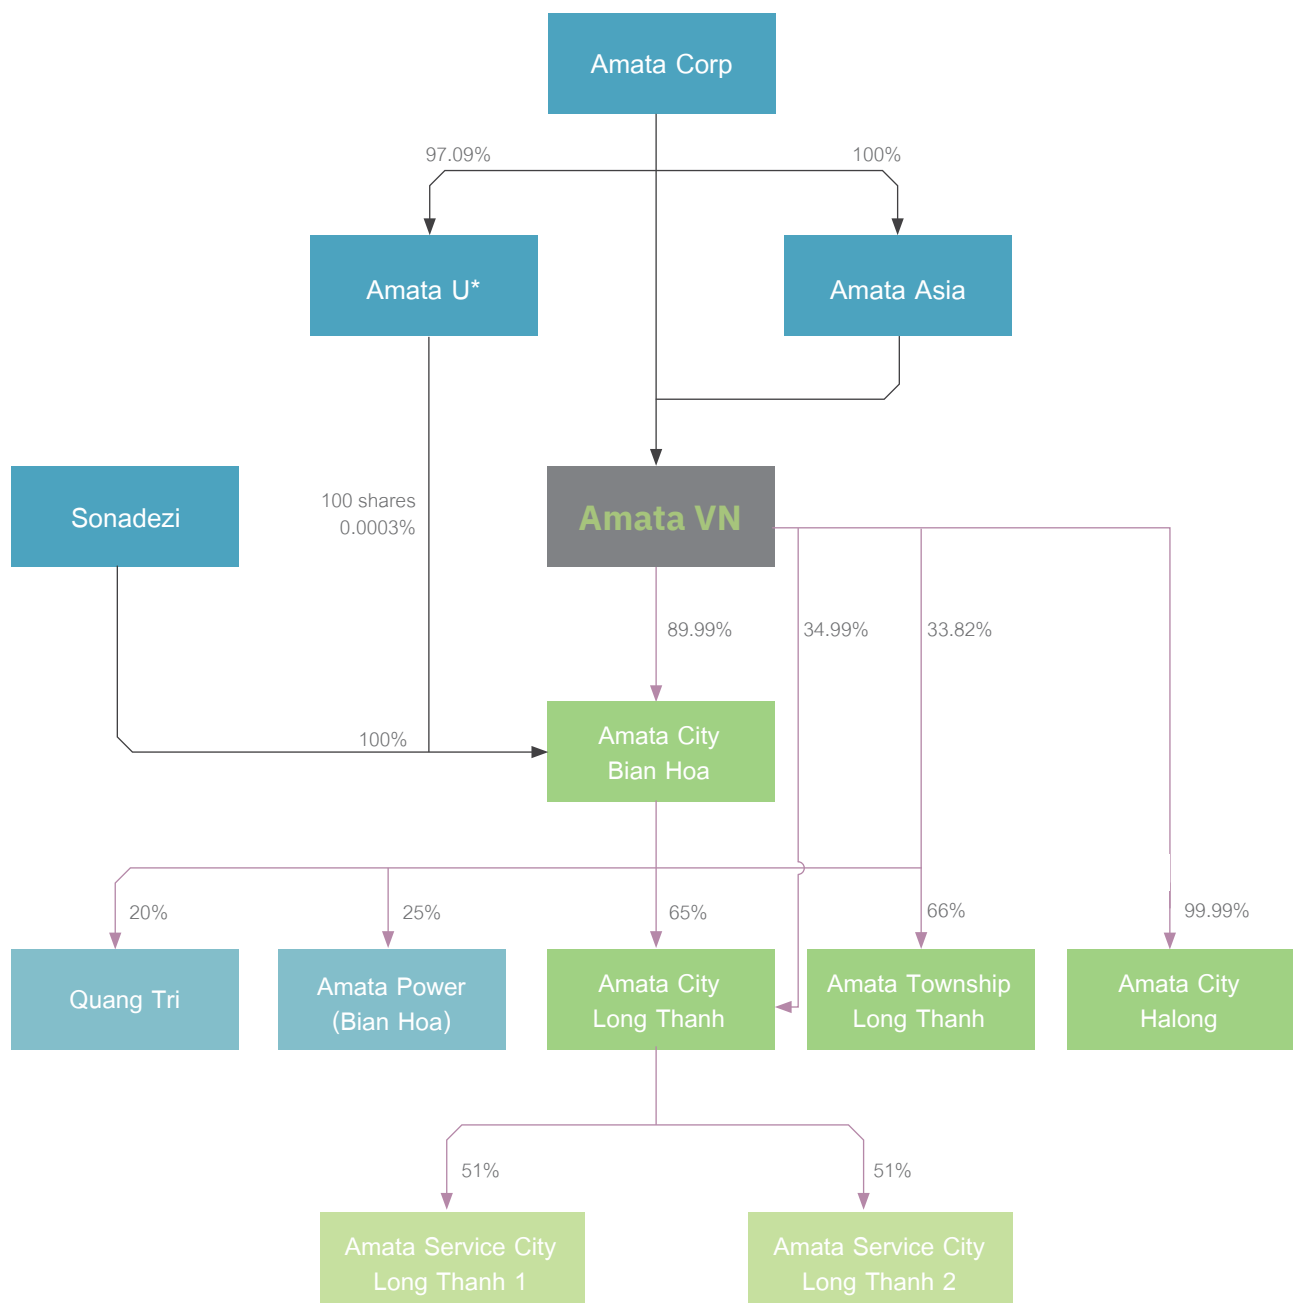 Amata Corp
97.09%
100%
Amata U*
Amata Asia
Sonadezi
100 shares
0.0003%
Amata VN
89.99%
34.99%
33.82%
100%
Amata City
Bian Hoa
20%
25%
65%
66%
99.99%
Quang Tri
Amata Power
(Bian Hoa)
Amata City
Long Thanh
Amata Township
Long Thanh
Amata City
Halong
51%
51%
Amata Service City
Long Thanh 1
Amata Service City
Long Thanh 2